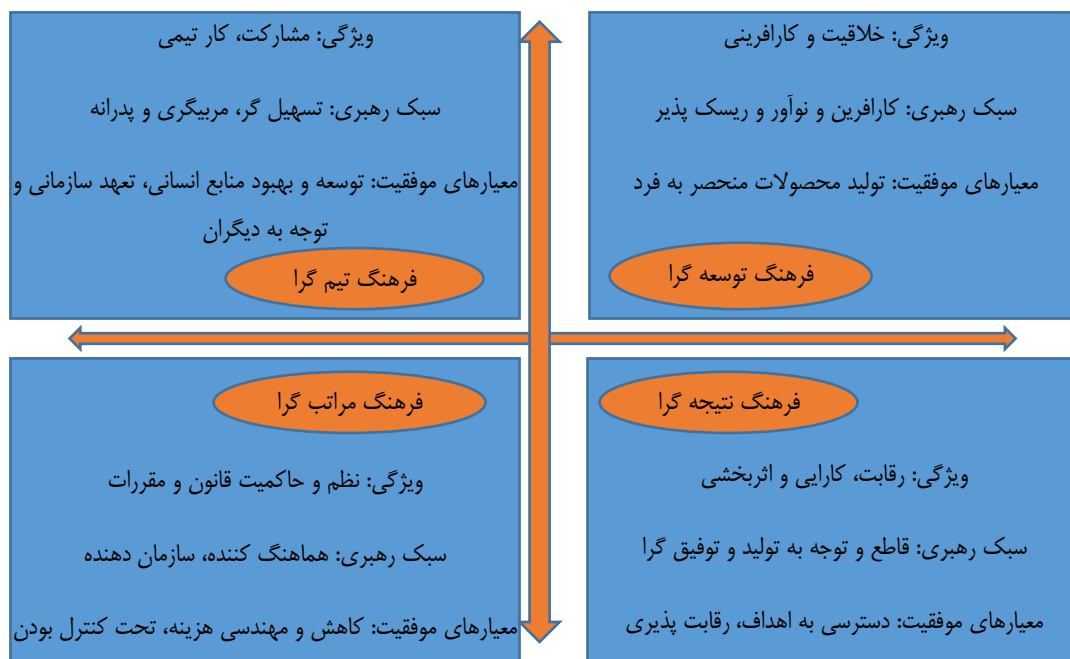 ویژگی: خلاقیت و کارافرینی
سبک رهبری: کارافرین و نوآور و ریسک پذیر
معیارهای موفقیت: تولید محصولات منحصر به فرد
فرهنگ توسعه گرا
ویژگی: مشارکت، کار تیمی
سبک رهبری: تسهیل گر، مربیگری و پدرانه
معیارهای موفقیت: توسعه و بهبود منابع انسانی، تعهد سازمانی و
توجه به دیگران
فرهنگ تیم گرا
فرهنگ نتیجه گرا
ویژگی: رقابت، کارایی و اثربخشی
سبک رهبری: قاطع و توجه به تولید و توفیق گرا
معیارهای موفقیت: دسترسی به اهداف، رقابت پذیری
فرهنگ مراتب گرا
ویژگی: نظم و حاکمیت قانون و مقررات
سبک رهبری: هماهنگ کننده، سازمان دهنده
معیارهای موفقیت: کاهش و مهندسی هزینه، تحت کنترل بودن